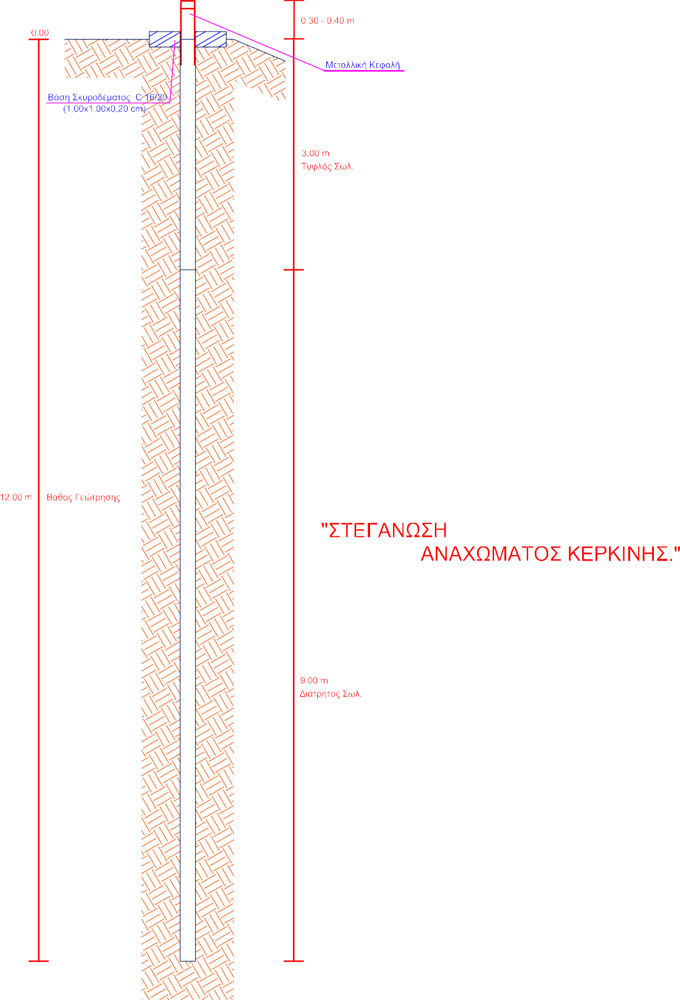 0.30 - 0.40 m
0.00
Μεταλλική Κεφαλή
Βάση Σκυροδέματος C 16/20
(1,00x1,00x0,20 cm)
3,00 m
Τυφλός Σωλ.
12.00 m Βάθος Γεώτρησης
"ΣΤΕΓΑΝΩΣΗ
ΑΝΑΧΩΜΑΤΟΣ ΚΕΡΚΙΝΗΣ."
9.00 m
Διάτρητος Σωλ.